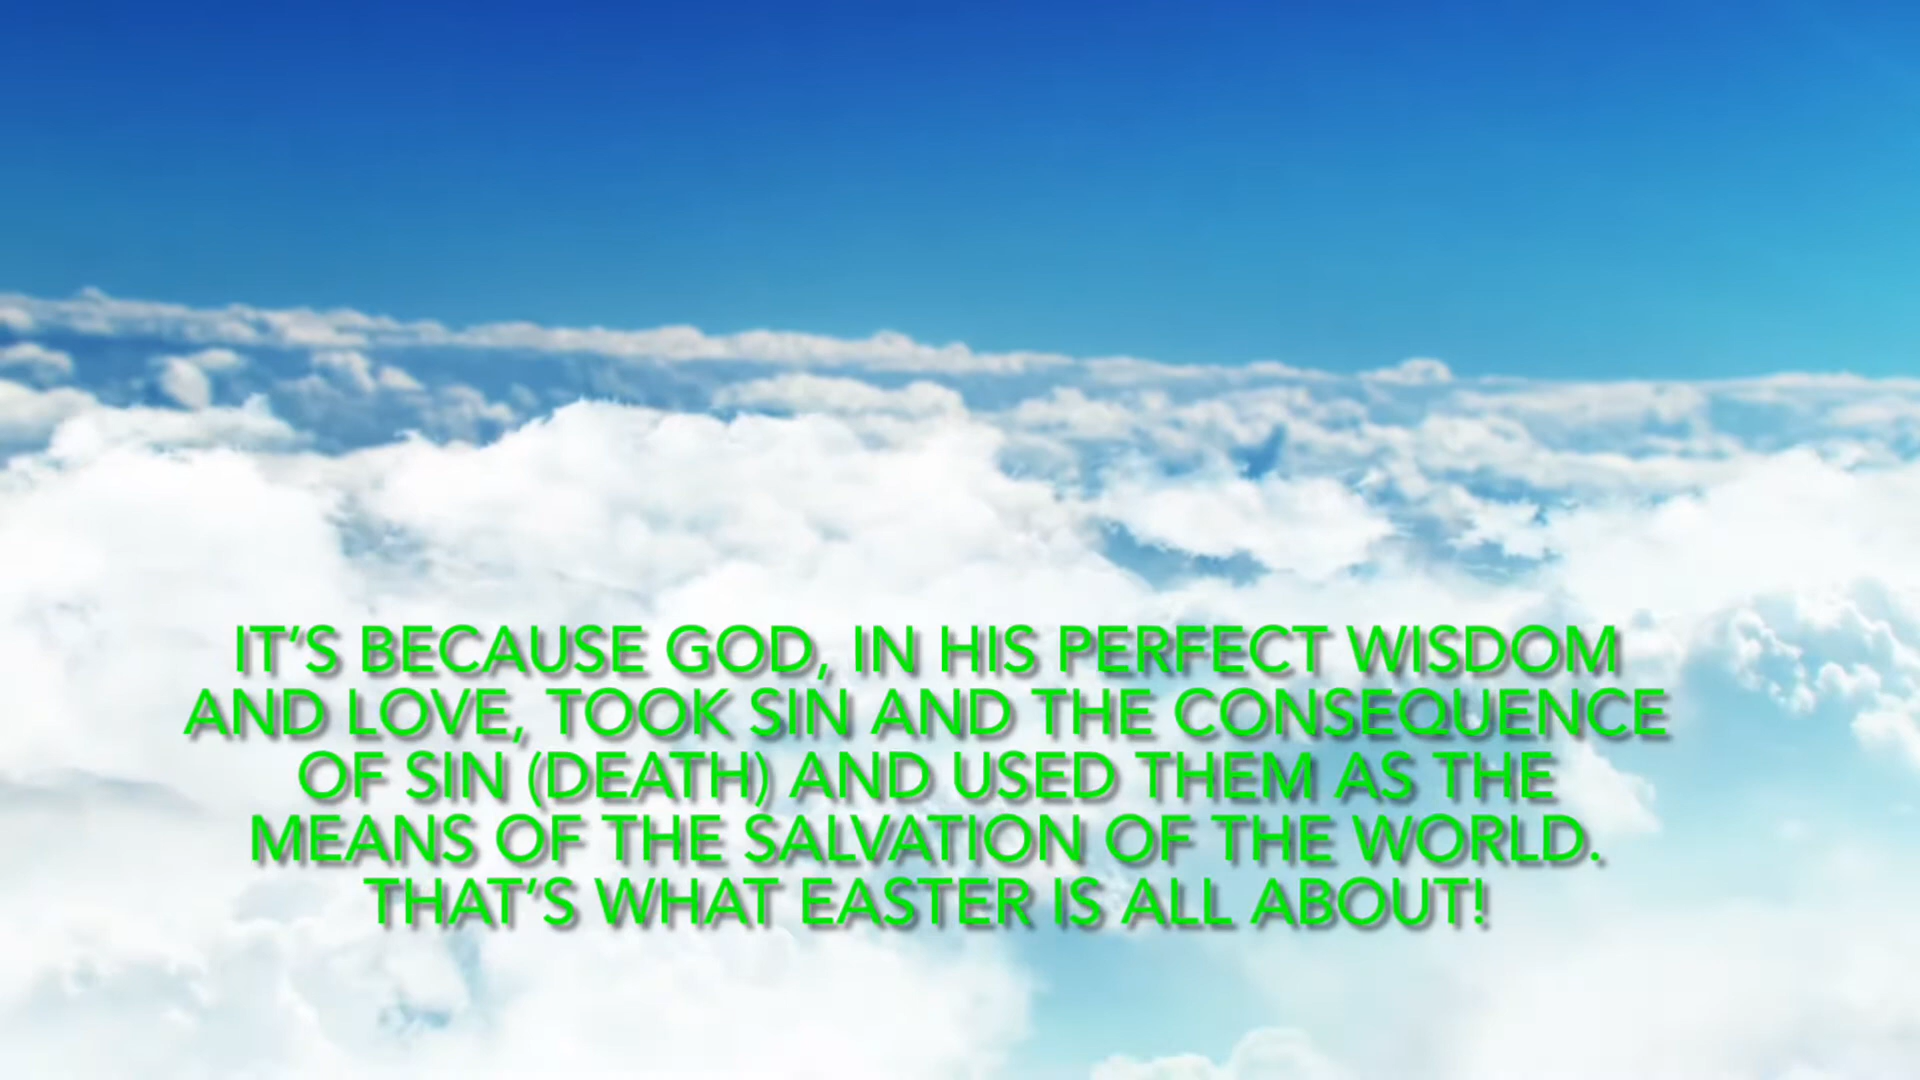 IT’S BECAUSE GOD, IN HIS PERFECT WISDOM
AND LOVE, TOOK SIN AND THE CONSEQUENCE
OF SIN (DEATH) AND USED THEM AS THE
MEANS OF THE SALVATION OF THE WORLD.
THAT’S WHAT EASTER IS ALL ABOUT!